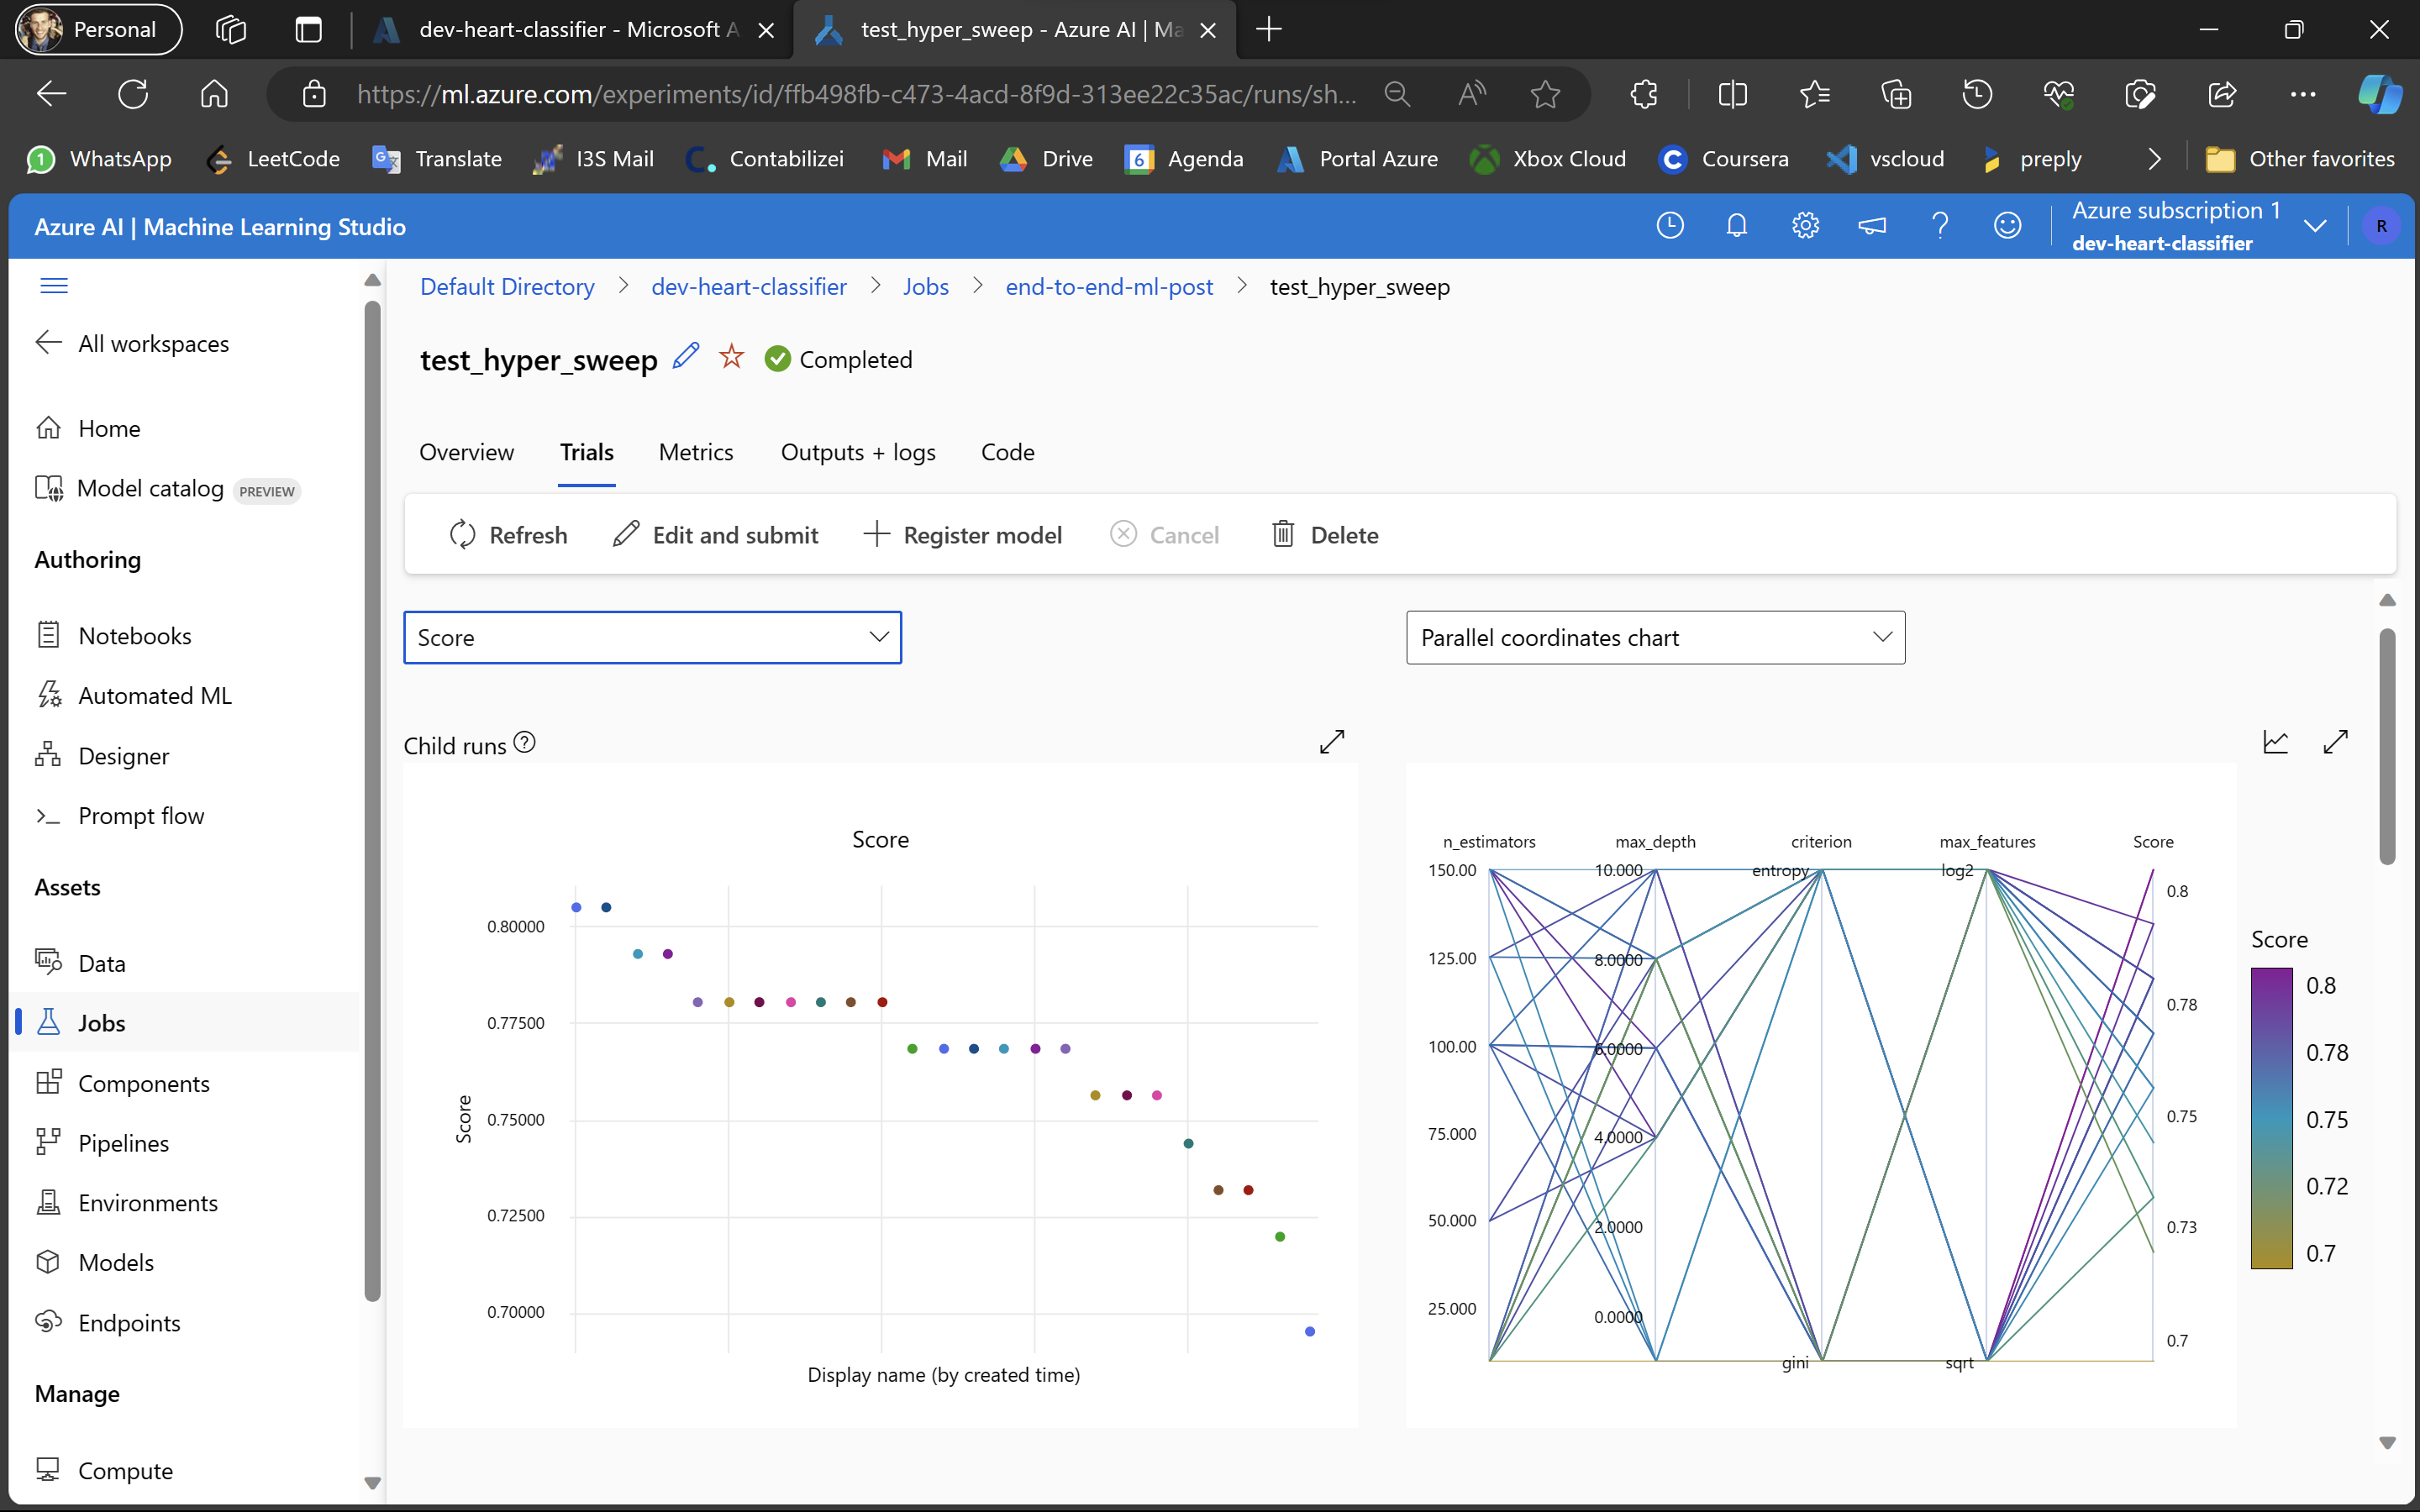 Personal
dev-heart-classifier - Microsoft A
test_hyper_sweep - Azure AI | Ma
https://ml.azure.com/experiments/id/ffb498fb-c473-4acd-8f9d-313ee22c35ac/runs/sh...
1 WhatsApp LeetCode Translate I3S Mail Contabilizei Mail Drive 6 Agenda Portal Azure Xbox Cloud Coursera vscloud preply Other favorites
Azure AI | Machine Learning Studio
Azure subscription 1
dev-heart-classifier
R
All workspaces
Home
Model catalog PREVIEW
Authoring
Notebooks
Automated ML
Designer
Prompt flow
Assets
Data
Jobs
Components
Pipelines
Environments
Models
Endpoints
Manage
Compute
Default Directory > dev-heart-classifier > Jobs > end-to-end-ml-post > test_hyper_sweep
test_hyper_sweep Completed
Overview Trials Metrics Outputs + logs Code
Refresh Edit and submit Register model Cancel Delete
Score
Parallel coordinates chart
Child runs ?
Score
0.80000
0.77500
0.75000
0.72500
0.70000
Score
Display name (by created time)
n_estimators max_depth criterion max_features Score
150.00
125.00
100.00
75.000
50.000
25.000
10.000
8.0000
6.0000
4.0000
2.0000
0.0000
entropy
gini
log2
sqrt
0.8
0.78
0.75
0.73
0.7
Score
0.8
0.78
0.75
0.72
0.7